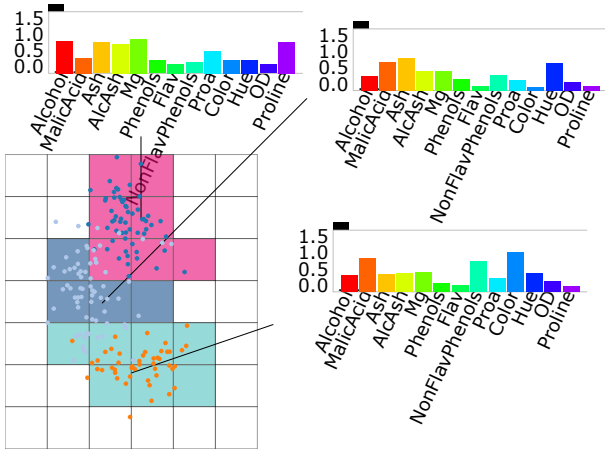 1.5
1.0
0.5
0.0
Alcohol
MalicAcid
Ash
AlcAsh
Mg
Phenols
Flav
NonFlavPhenols
Proa
Color
Hue
OD
Proline
1.5
1.0
0.5
0.0
Alcohol
MalicAcid
Ash
AlcAsh
Mg
Phenols
Flav
NonFlavPhenols
Proa
Color
Hue
OD
Proline
1.5
1.0
0.5
0.0
Alcohol
MalicAcid
Ash
AlcAsh
Mg
Phenols
Flav
NonFlavPhenols
Proa
Color
Hue
OD
Proline